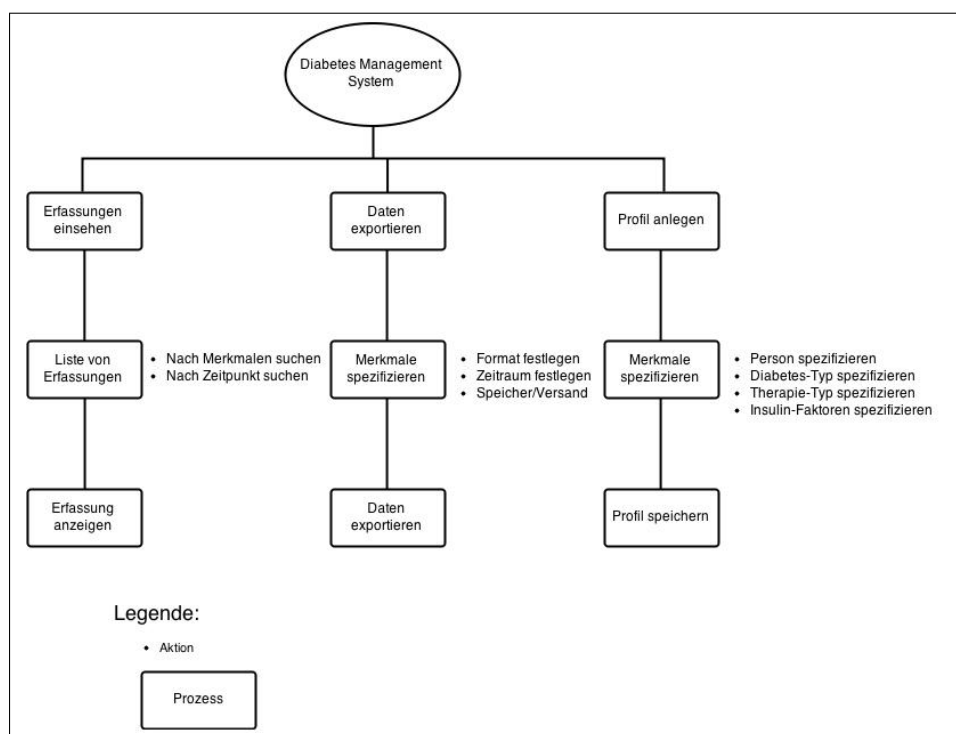 Diabetes Management
System
Erfassungen
einsehen
Daten
exportieren
Profil anlegen
Liste von
Erfassungen
• Nach Merkmalen suchen
• Nach Zeitpunkt suchen
Merkmale
spezifizieren
• Format festlegen
• Zeitraum festlegen
• Speicher/Versand
Merkmale
spezifizieren
• Person spezifizieren
• Diabetes-Typ spezifizieren
• Therapie-Typ spezifizieren
• Insulin-Faktoren spezifizieren
Erfassung
anzeigen
Daten
exportieren
Profil speichern
Legende:
• Aktion
Prozess